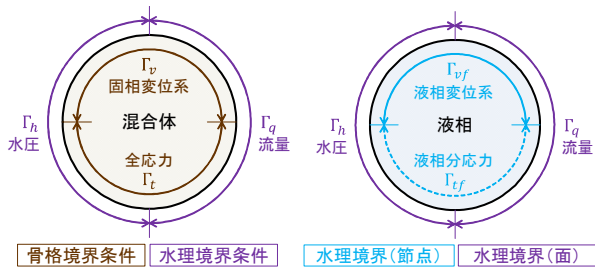 Γv
固相変位系
混合体
全応力
Γt
Γh
水圧
Γq
流量
骨格境界条件
水理境界条件
Γvf
液相変位系
液相
液相分応力
Γtf
Γh
水圧
Γq
流量
水理境界(節点)
水理境界(面)